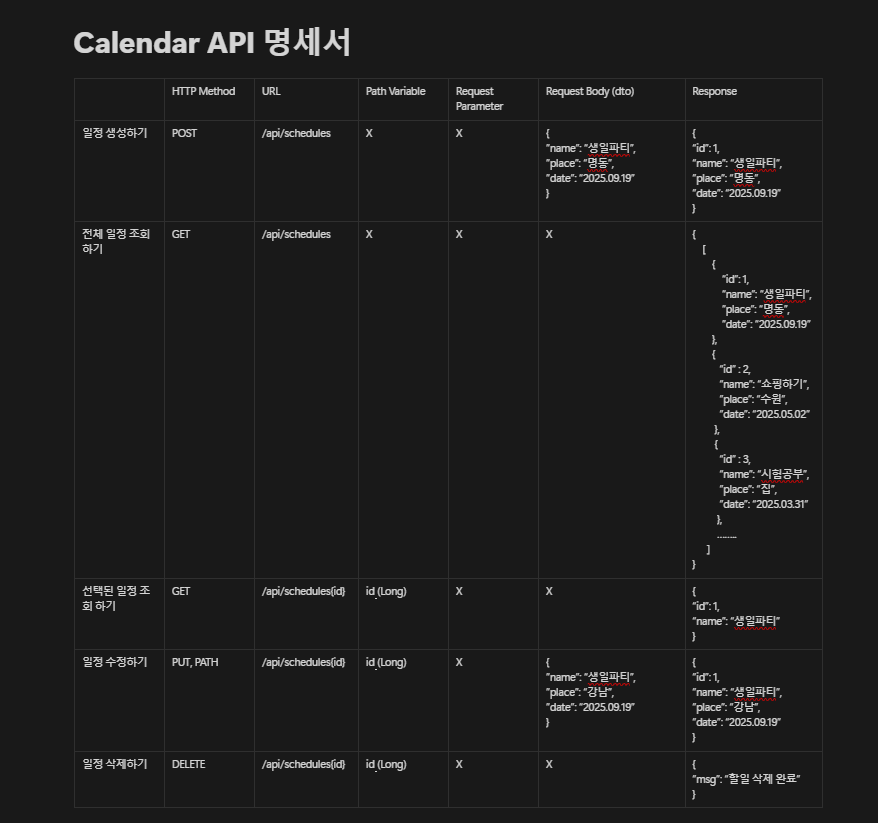 Calendar API 명세서
HTTP Method
URL
Path Variable
Request
Parameter
Request Body (dto)
Response
일정 생성하기
POST
/api/schedules
X
X
{
"name": "생일파티",
"place": "명동",
"date": "2025.09.19"
}
{
"id": 1,
"name": "생일파티",
"place": "명동",
"date": "2025.09.19"
}
전체 일정 조회
하기
GET
/api/schedules
X
X
X
{
[
{
"id": 1,
"name": "생일파티",
"place": "명동",
"date": "2025.09.19"
},
{
"id" : 2,
"name": "쇼핑하기",
"place": "수원",
"date": "2025.05.02"
},
{
"id" : 3,
"name": "시험공부",
"place": "집",
"date": "2025.03.31"
},
........
]
}
선택된 일정 조
회 하기
GET
/api/schedules{id}
id (Long)
X
X
{
"id": 1,
"name": "생일파티"
}
일정 수정하기
PUT, PATH
/api/schedules{id}
id (Long)
X
{
"name": "생일파티",
"place": "강남",
"date": "2025.09.19"
}
{
"id": 1,
"name": "생일파티",
"place": "강남",
"date": "2025.09.19"
}
일정 삭제하기
DELETE
/api/schedules{id}
id (Long)
X
X
{
"msg": "할일 삭제 완료"
}